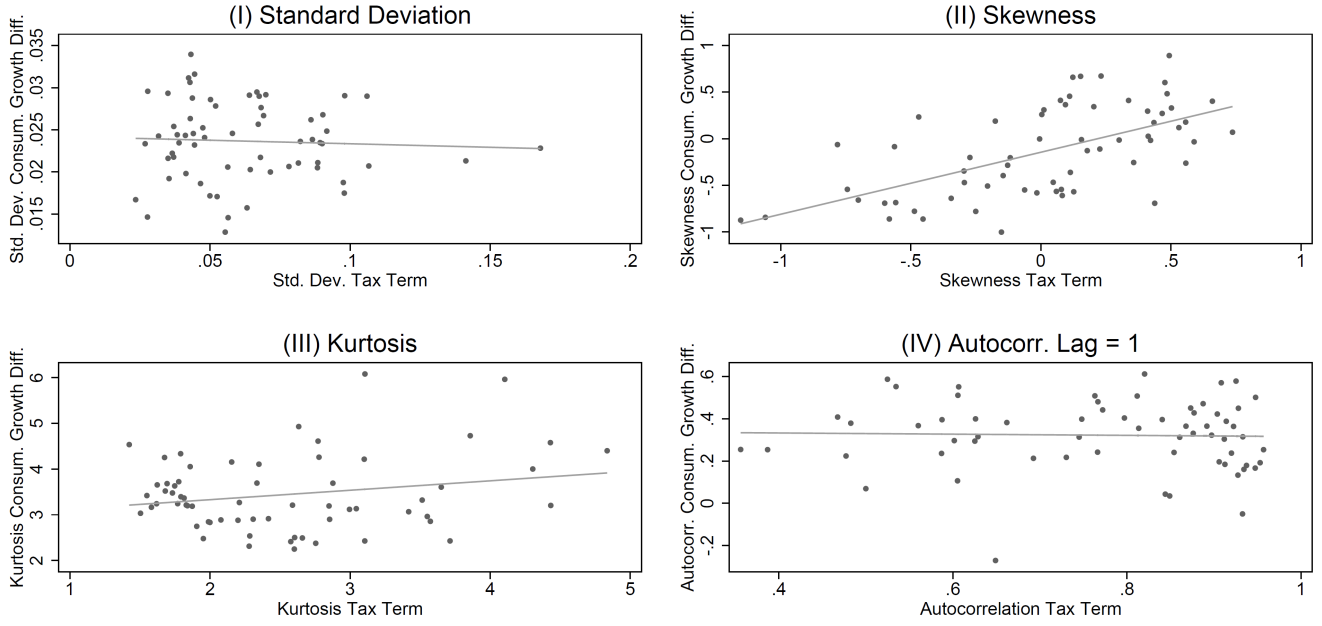 (I) Standard Deviation
Std. Dev. Consum. Growth Diff.
.035
.03
.025
.02
.015
0 .05 .1 .15 .2
Std. Dev. Tax Term
(II) Skewness
Skewness Consum. Growth Diff.
1
.5
0
-.5
-1
-1 -.5 0 .5 1
Skewness Tax Term
(III) Kurtosis
Kurtosis Consum. Growth Diff.
6
5
4
3
2
1 2 3 4 5
Kurtosis Tax Term
(IV) Autocorr. Lag = 1
Autocorr. Consum. Growth Diff.
.6
.4
.2
0
-.2
.4 .6 .8 1
Autocorrelation Tax Term